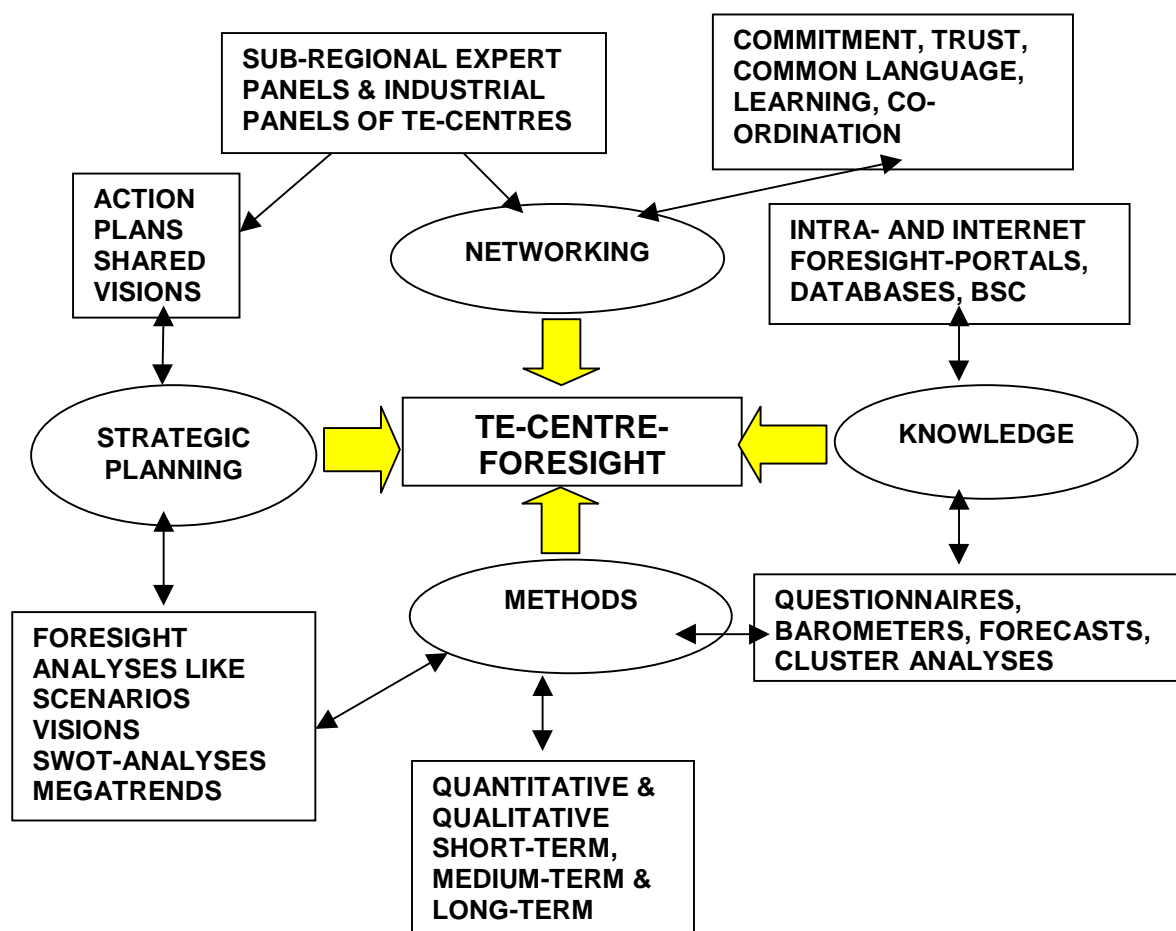 SUB-REGIONAL EXPERT
PANELS & INDUSTRIAL
PANELS OF TE-CENTRES
COMMITMENT, TRUST,
COMMON LANGUAGE,
LEARNING, CO-
ORDINATION
ACTION
PLANS
SHARED
VISIONS
NETWORKING
INTRA- AND INTERNET
FORESIGHT-PORTALS,
DATABASES, BSC
STRATEGIC
PLANNING
TE-CENTRE-
FORESIGHT
KNOWLEDGE
METHODS
QUESTIONNAIRES,
BAROMETERS, FORECASTS,
CLUSTER ANALYSES
FORESIGHT
ANALYSES LIKE
SCENARIOS
VISIONS
SWOT-ANALYSES
MEGATRENDS
QUANTITATIVE &
QUALITATIVE
SHORT-TERM,
MEDIUM-TERM &
LONG-TERM